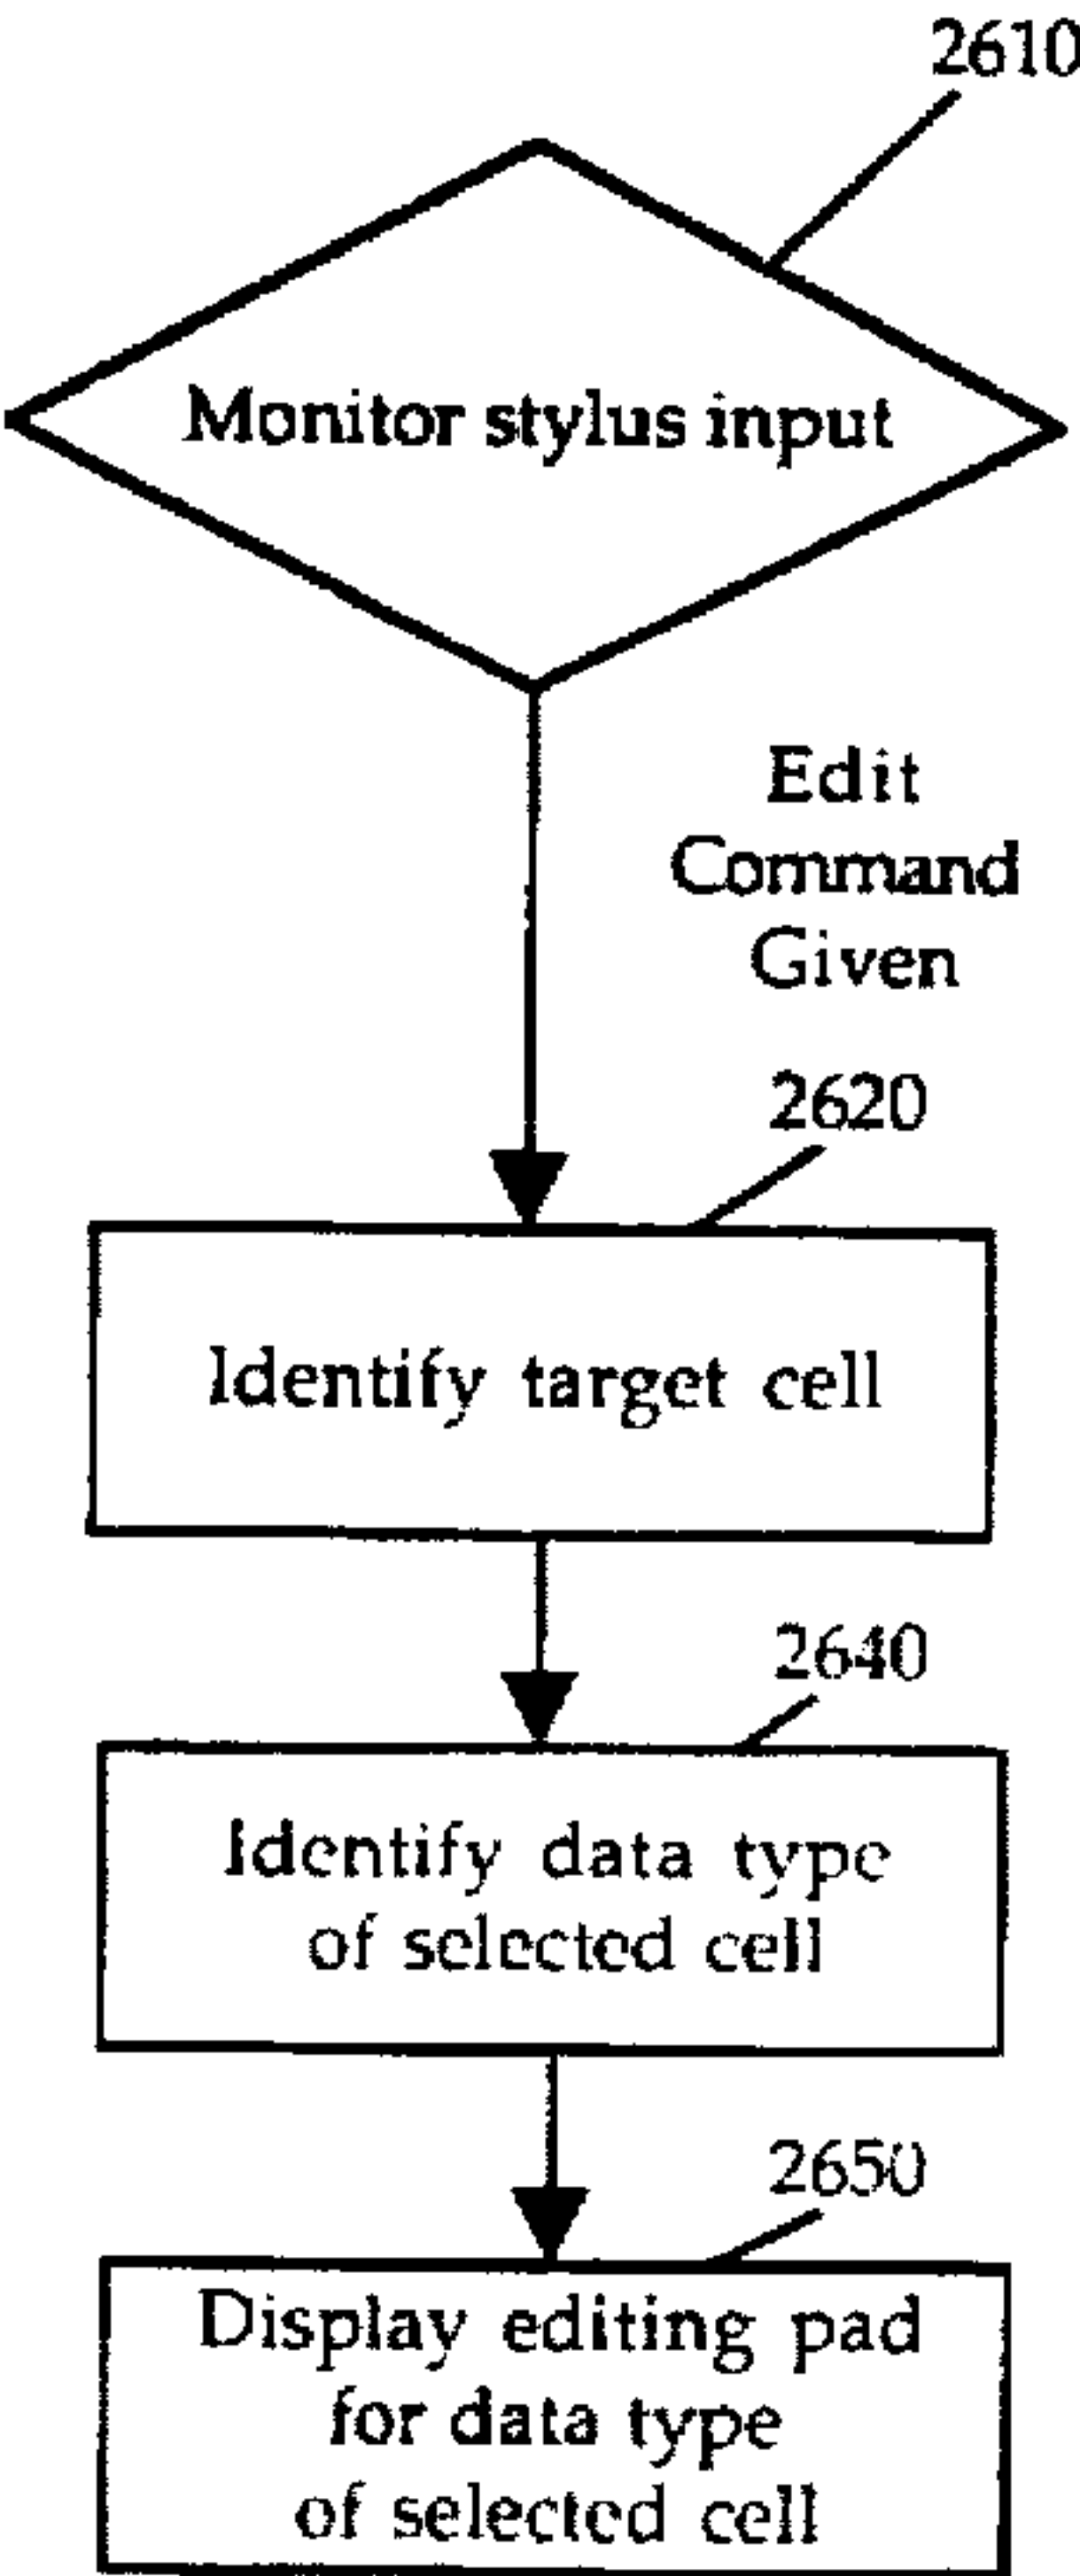 2610
Monitor stylus input
Edit
Command
Given
2620
Identify target cell
2640
Identify data type
of selected cell
2650
Display editing pad
for data type
of selected cell